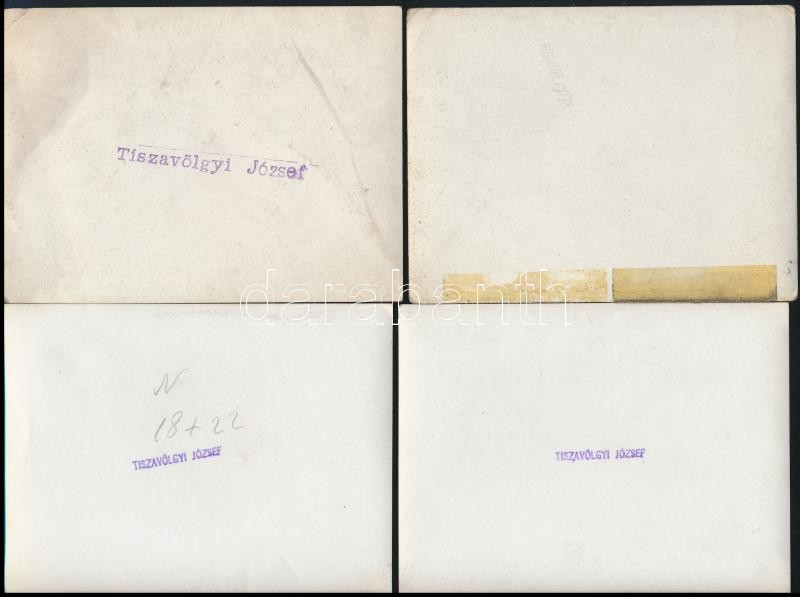 Tiszavölgyi József
darabanth
N
18+22
TISZAVÖLGYI JÓZSEF
TISZAVÖLGYI JÓZSEF